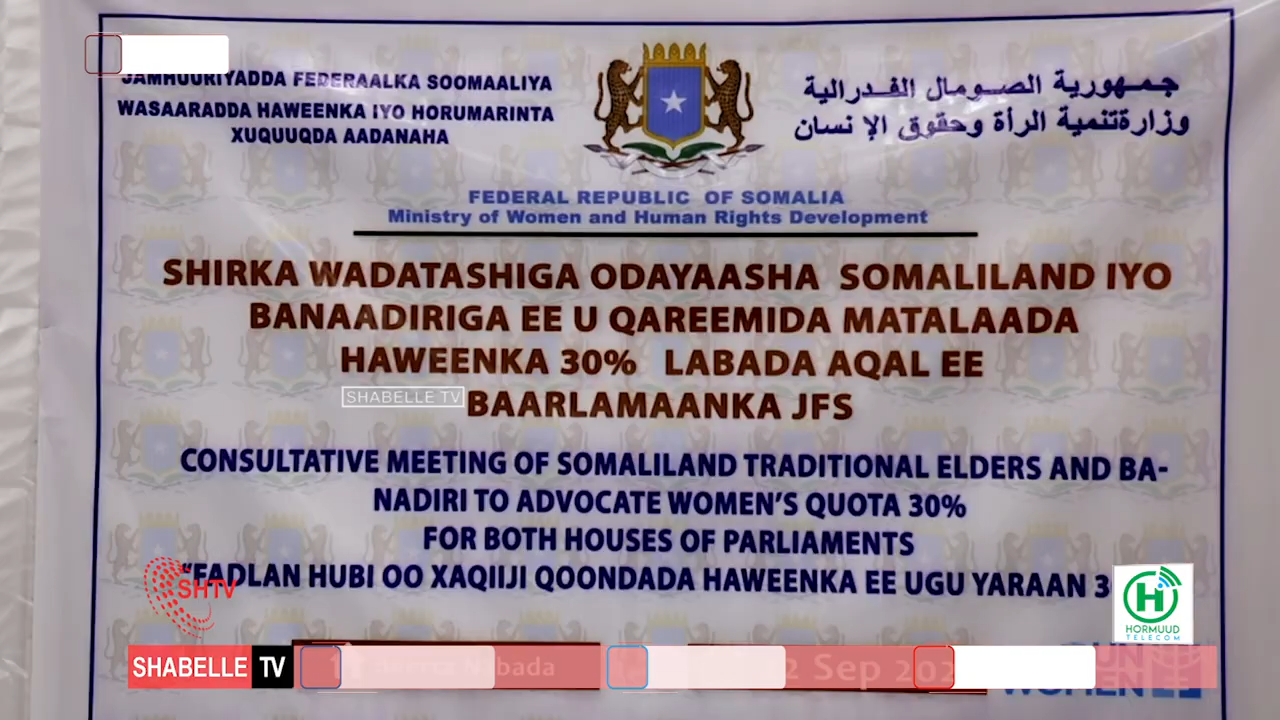 JAMHUURIYADDA FEDERAALKA SOOMAALIYA
WASAARADDA HAWEENKA IYO HORUMARINTA
XUQUUQDA AADANAHA
جمهورية الصومال الفدرالية
وزارةتنمية الرأة وحقوق الإ نسان
FEDERAL REPUBLIC OF SOMALIA
Ministry of Women and Human Rights Development
SHIRKA WADATASHIGA ODAYAASHA SOMALILAND IYO
BANAADIRIGA EE U QAREEMIDA MATALAADA
HAWEENKA 30% LABADA AQAL EE
BAARLAMAANKA JFS
SHABELLE TV
CONSULTATIVE MEETING OF SOMALILAND TRADITIONAL ELDERS AND BA-
NADIRI TO ADVOCATE WOMEN'S QUOTA 30%
FOR BOTH HOUSES OF PARLIAMENTS
"FADLAN HUBI OO XAQIIJI QOONDADA HAWEENKA EE UGU YARAAN
SHTV
HORMUUD
TELECOM
SHABELLE TV
Sep
WOMEN